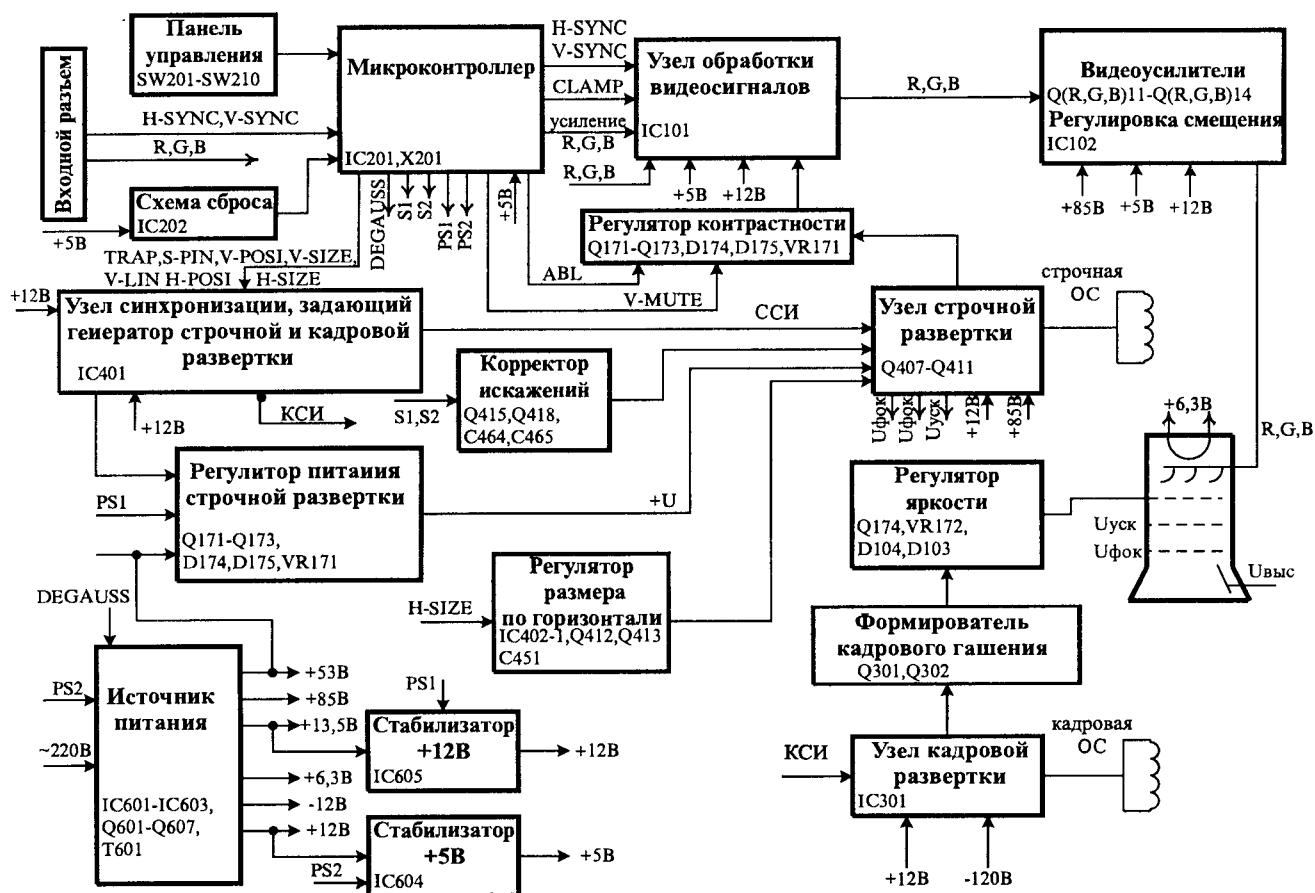 Панель
управления
SW201-SW210
Входной разъем
H-SYNC,V-SYNC
R,G,B
Схема сброса
IC202
+5В
Микроконтроллер
IC201,X201
H-SYNC
V-SYNC
CLAMP
усиление
R,G,B
R,G,B
Узел обработки
видеосигналов
IC101
+5В
+12В
R,G,B
Видеоусилители
Q(R,G,B)11-Q(R,G,B)14
Регулировка смещения
IC102
+85В
+5В
+12В
DEGAUSS
S1
S2
PS1
PS2
+5В
Регулятор контрастности
Q171-Q173,D174,D175,VR171
ABL
V-MUTE
TRAP,S-PIN,V-POSI,V-SIZE,
V-LIN H-POSI
H-SIZE
+12В
Узел синхронизации, задающий
геиератор строчной и кадровой
развертки
IC401
+12В
КСИ
ССИ
Корректор
искажений
Q415,Q418,
C464,C465
S1,S2
Узел строчной
развертки
Q407-Q411
строчная
ОС
Uфок
Uфок
Uуск
+12В
+85В
+6,3В
R,G,B
Регулитор питаиия
строчной развертки
Q171-Q173,
D174,D175,VR171
PS1
+U
Регулятор
яркости
Q174,VR172,
D104,D103
Uуск
Uфок
Uвыс
DEGAUSS
H-SIZE
Регулятор
размера
по горизонтали
IC402-1,Q412,Q413
C451
Формирователь
кадрового гашения
Q301,Q302
PS2
~220В
Источник
питания
IC601-IC603,
Q601-Q607,
T601
+53В
+85В
+13,5В
+6,3В
-12В
+12В
PS1
Стабилизатор
+12В
IC605
+12В
Стабилизатор
+5В
IC604
PS2
+5В
КСИ
Узел кадровой
развертки
IC301
кадровая
ОС
+12В
-120В